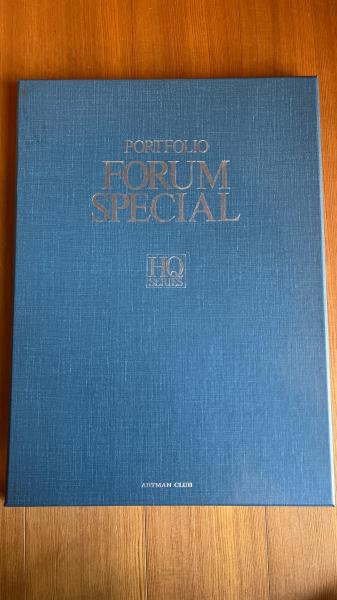 PORTFOLIO
FORUM
SPECIAL
HQ
SERIES
ARTMAN CLUB